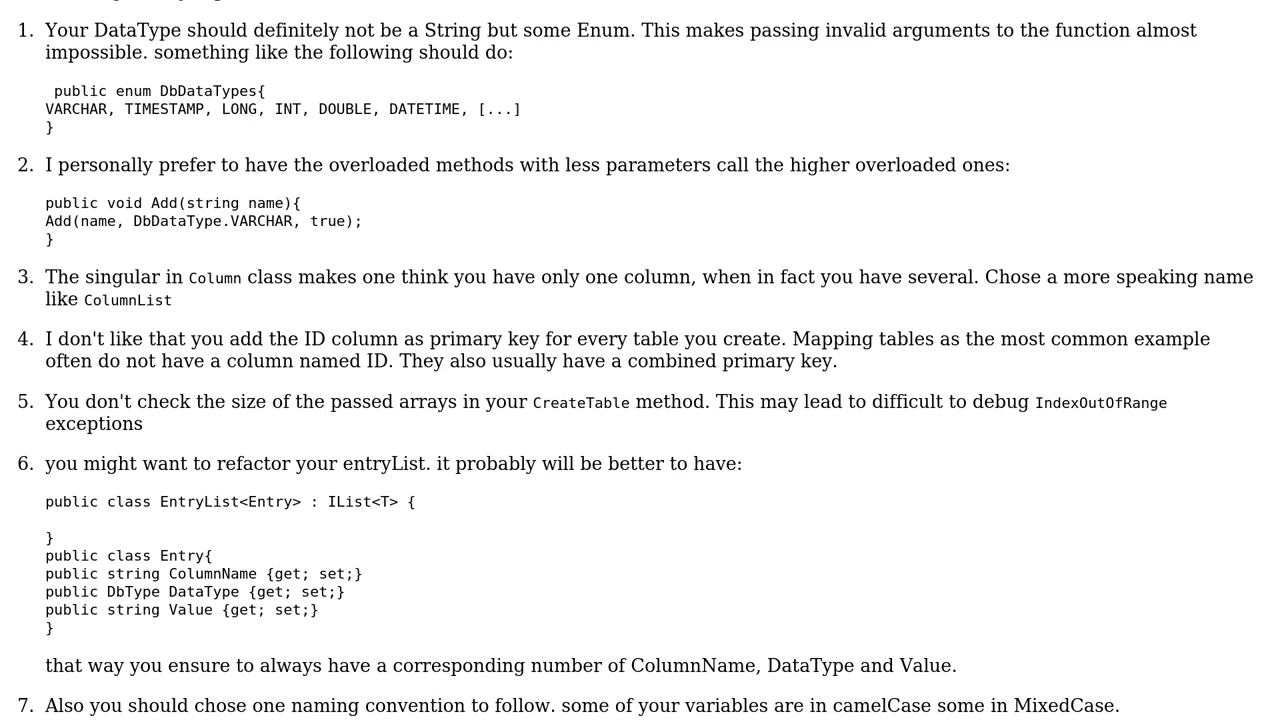 1. Your DataType should definitely not be a String but some Enum. This makes passing invalid arguments to the function almost
impossible. something like the following should do:
public enum DbDataTypes{
VARCHAR, TIMESTAMP, LONG, INT, DOUBLE, DATETIME, [...]
}
2. I personally prefer to have the overloaded methods with less parameters call the higher overloaded ones:
public void Add(string name){
Add(name, DbDataType.VARCHAR, true);
}
3. The singular in Column class makes one think you have only one column, when in fact you have several. Chose a more speaking name
like ColumnList
4. I don't like that you add the ID column as primary key for every table you create. Mapping tables as the most common example
often do not have a column named ID. They also usually have a combined primary key.
5. You don't check the size of the passed arrays in your CreateTable method. This may lead to difficult to debug IndexOutOfRange
exceptions
6. you might want to refactor your entryList. it probably will be better to have:
public class EntryList<Entry> : IList<T> {
}
public class Entry{
public string ColumnName {get; set;}
public DbType DataType {get; set;}
public string Value {get; set;}
}
that way you ensure to always have a corresponding number of ColumnName, DataType and Value.
7. Also you should chose one naming convention to follow. some of your variables are in camelCase some in MixedCase.